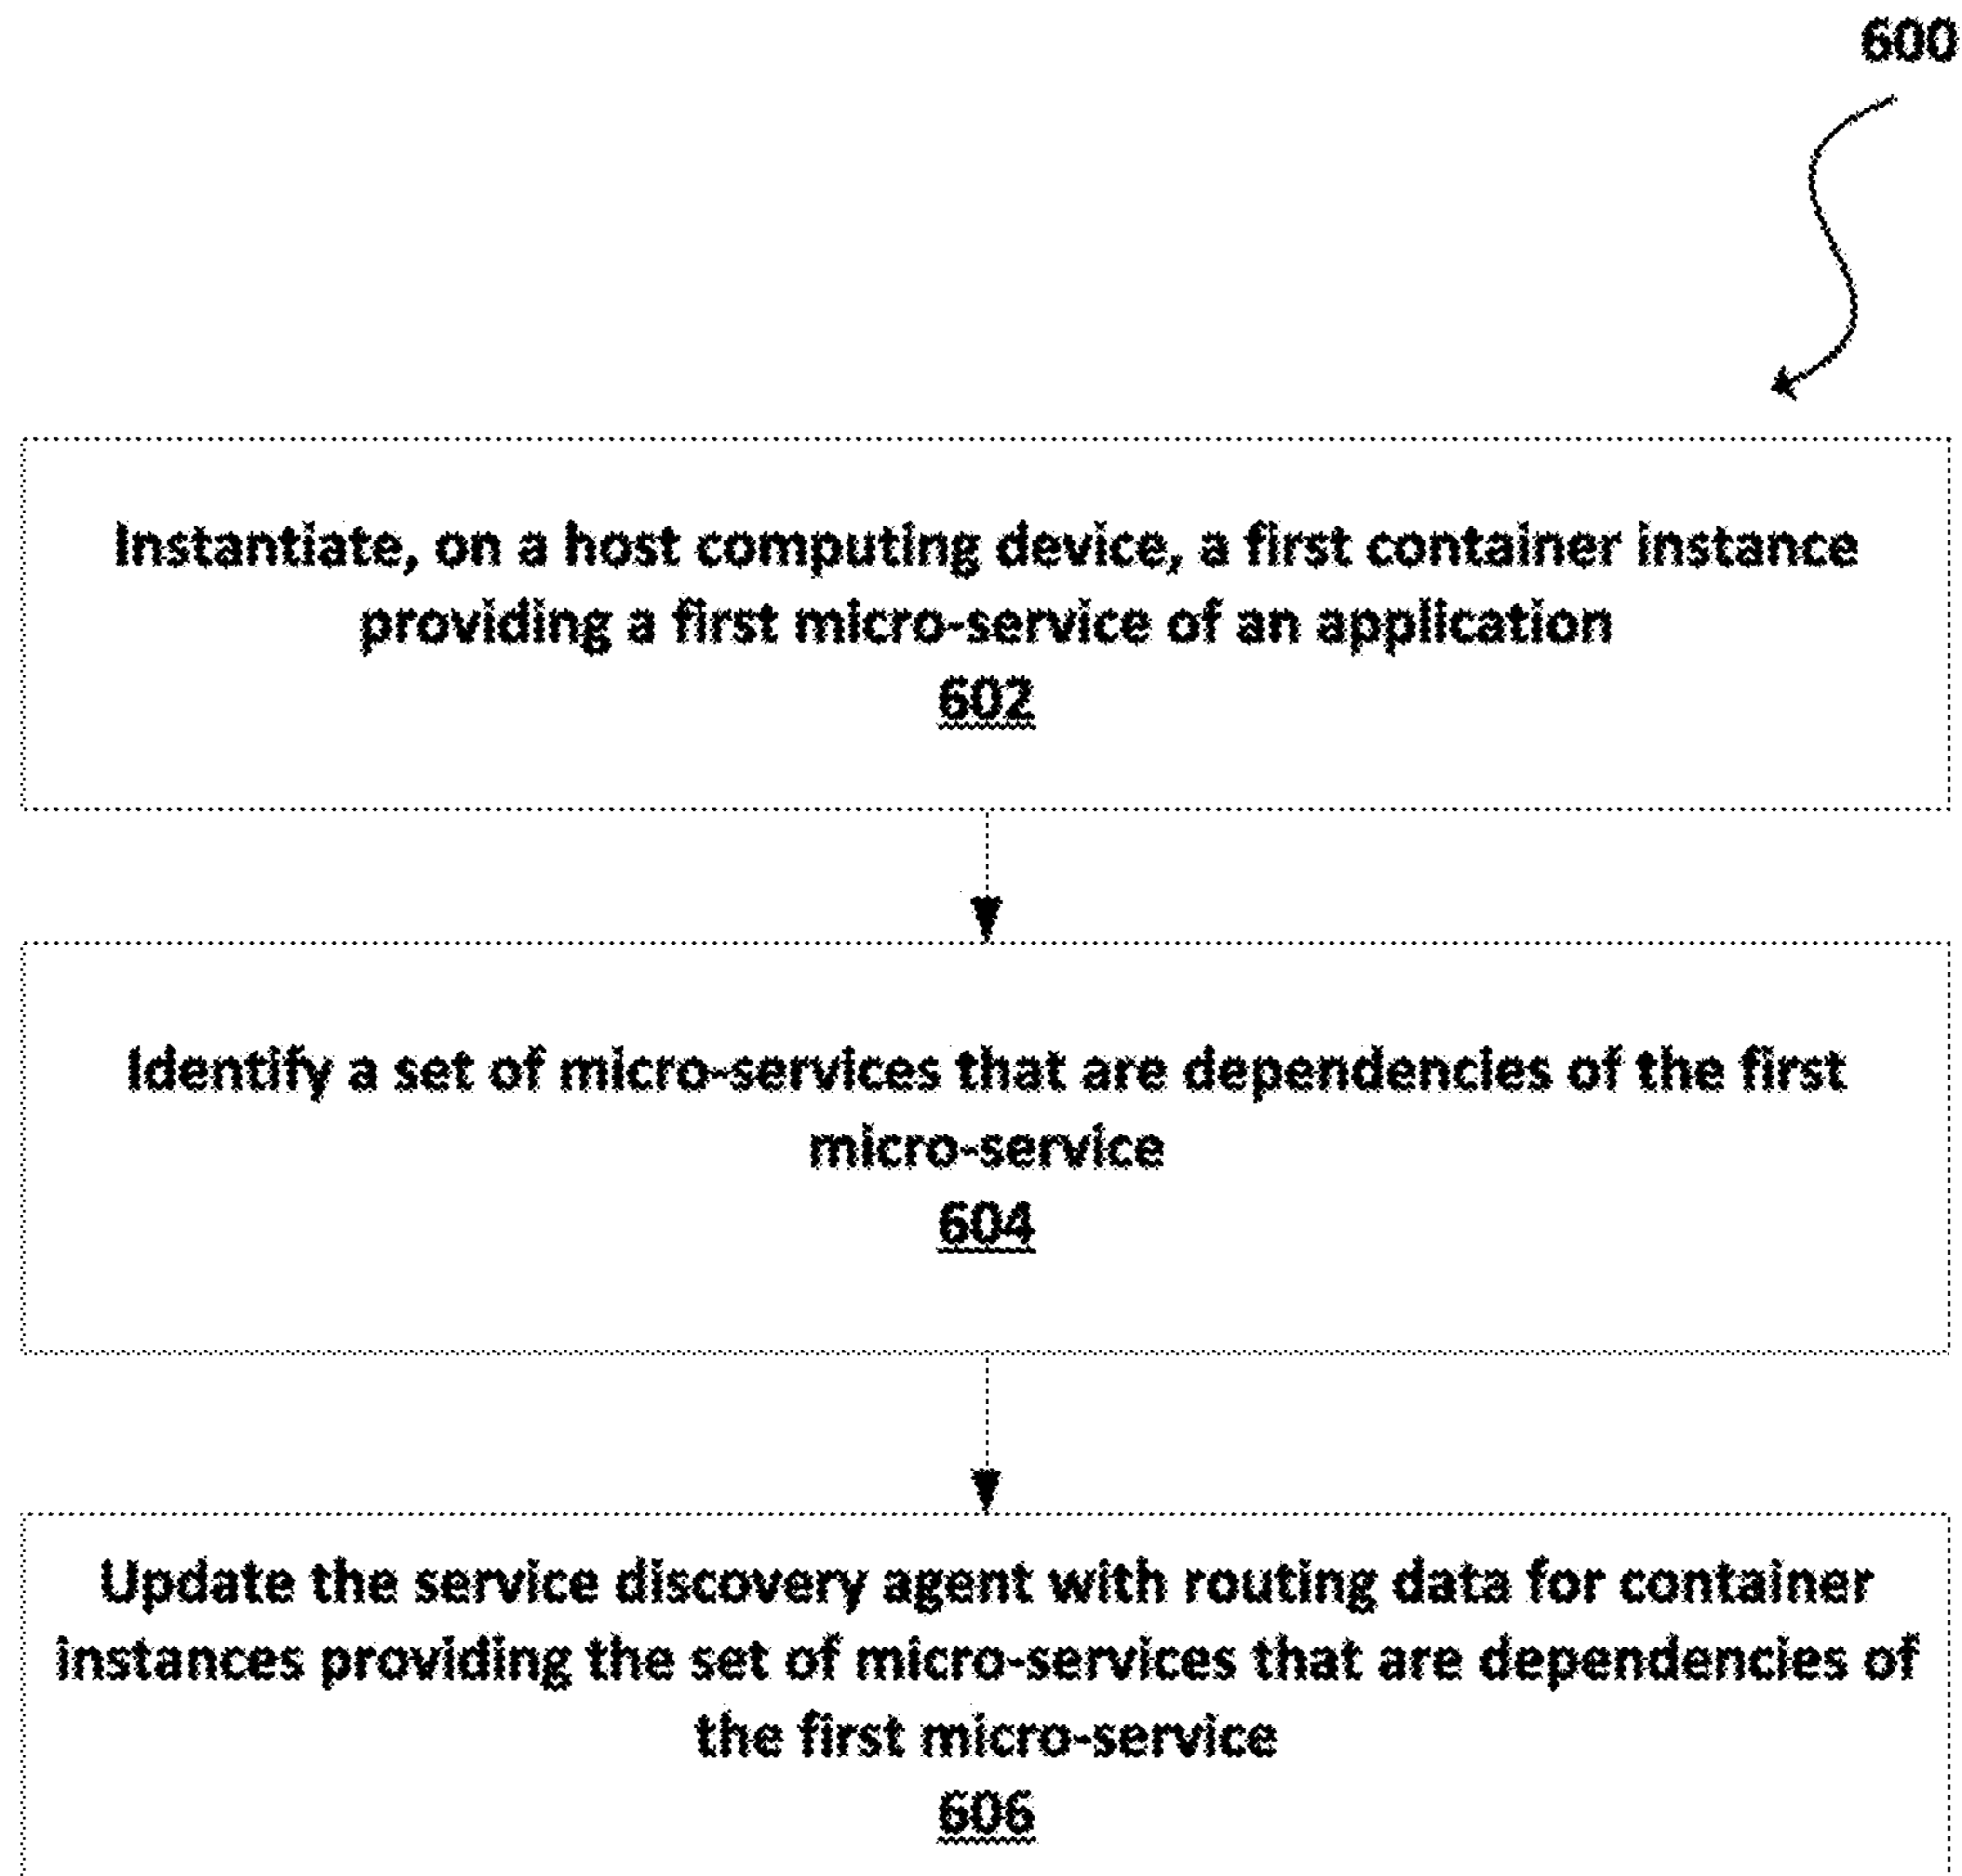 600
Instantiate, on a host computing device, a first container instance
providing a first micro-service of an application
602
Identify a set of micro-services that are dependencies of the first
micro-service
604
Update the service discovery agent with routing data for container
instances providing the set of micro-services that are dependencies of
the first micro-service
606